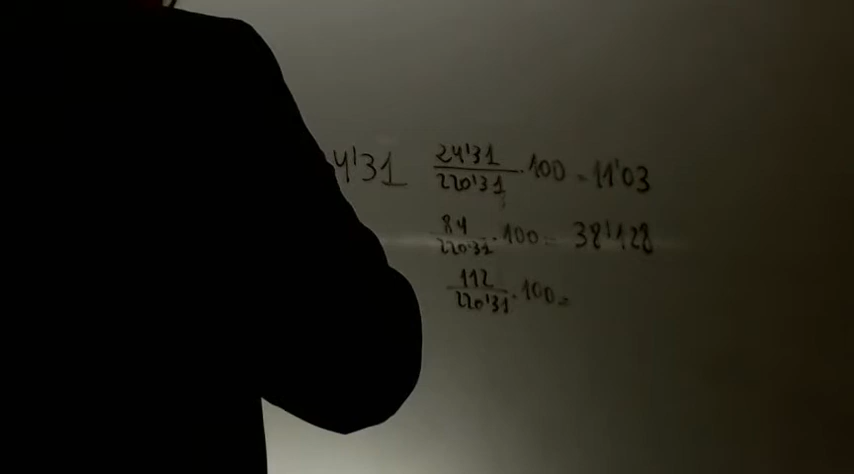 4'31 24'31/220'31 · 100 = 11'03
84/220'31 · 100 = 38'128
112/220'31 · 100 =